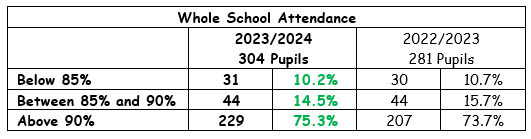 Whole School Attendance
2023/2024 2022/2023
304 Pupils 281 Pupils
Below 85% 31 10.2% 30 10.7%
Between 85% and 90% 44 14.5% 44 15.7%
Above 90% 229 75.3% 207 73.7%